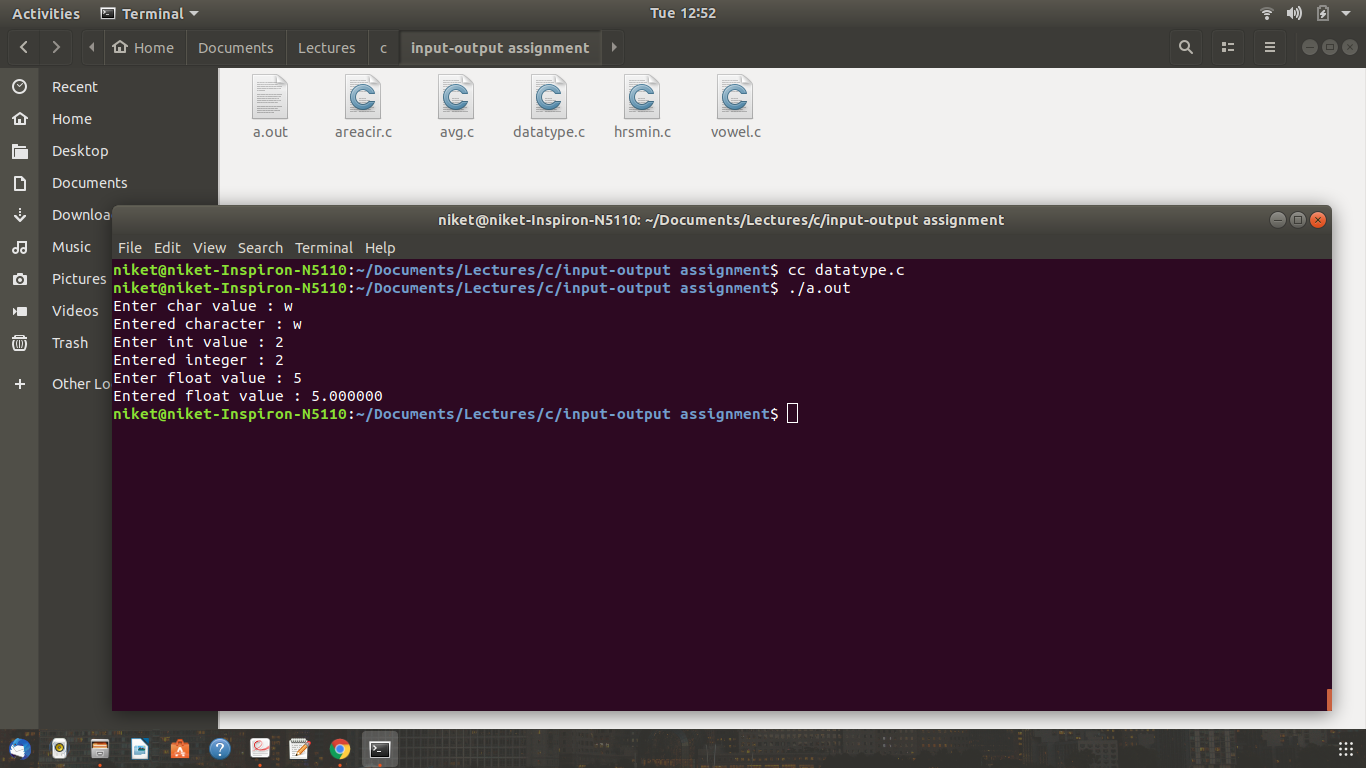 Activities Terminal Tue 12:52
Home Documents Lectures c input-output assignment
Recent
Home
Desktop
Documents
Downloa
Music
Pictures
Videos
Trash
Other Lo
a.out areacir.c avg.c datatype.c hrsmin.c vowel.c
niket@niket-Inspiron-N5110: ~/Documents/Lectures/c/input-output assignment
File Edit View Search Terminal Help
niket@niket-Inspiron-N5110:~/Documents/Lectures/c/input-output assignment$ cc datatype.c
niket@niket-Inspiron-N5110:~/Documents/Lectures/c/input-output assignment$ ./a.out
Enter char value : w
Entered character : w
Enter int value : 2
Entered integer : 2
Enter float value : 5
Entered float value : 5.000000
niket@niket-Inspiron-N5110:~/Documents/Lectures/c/input-output assignment$